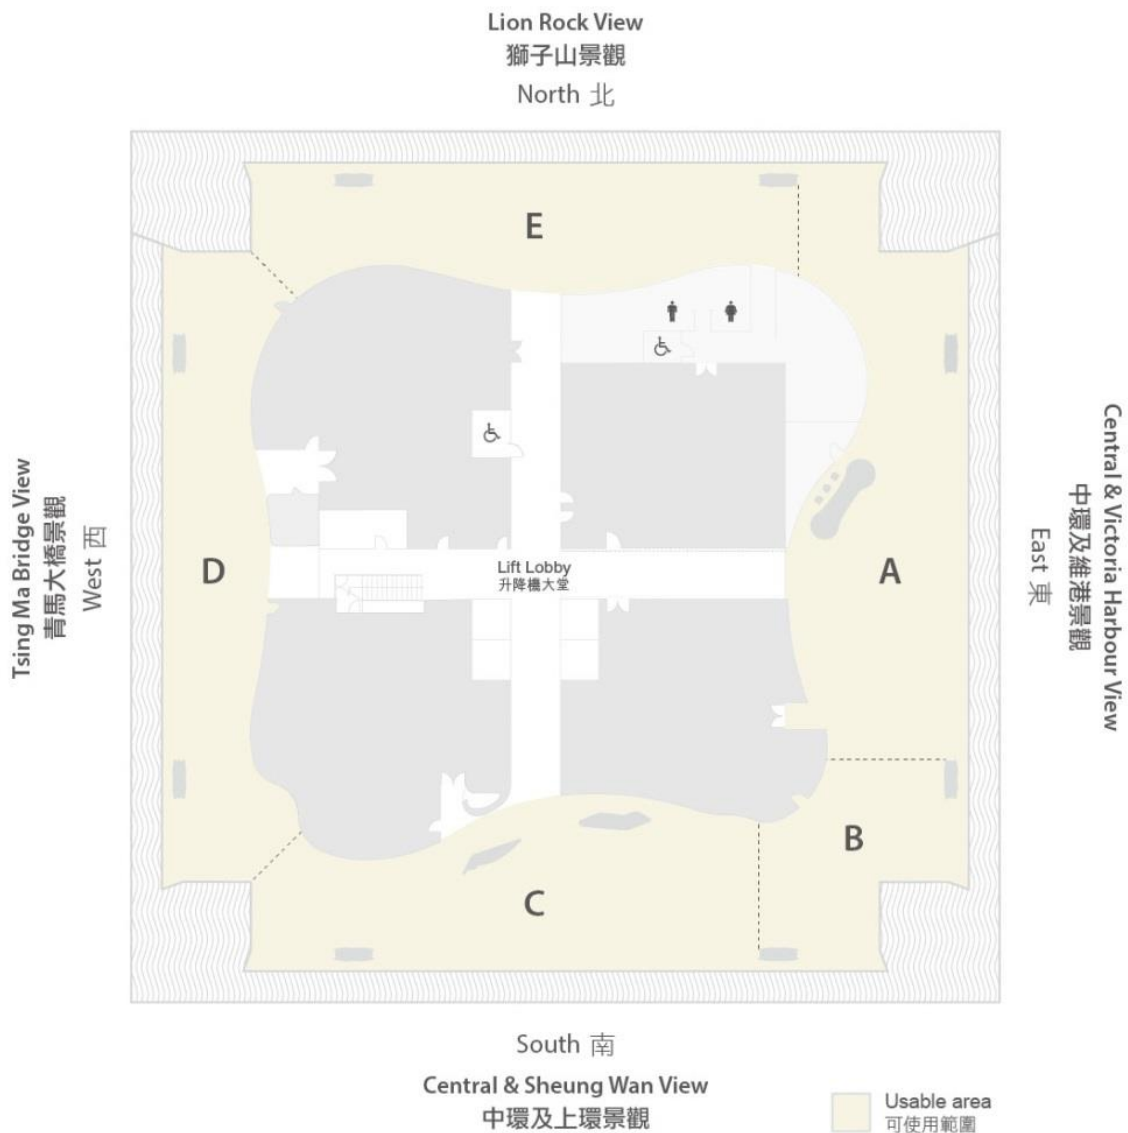 Lion Rock View
獅子山景觀
North 北
E
Tsing Ma Bridge View
青馬大橋景觀
West 西
D
Lift Lobby
升降機大堂
A
East 東
中環及維港景觀
Central & Victoria Harbour View
B
C
South 南
Central & Sheung Wan View
中環及上環景觀
Usable area
可使用範圍